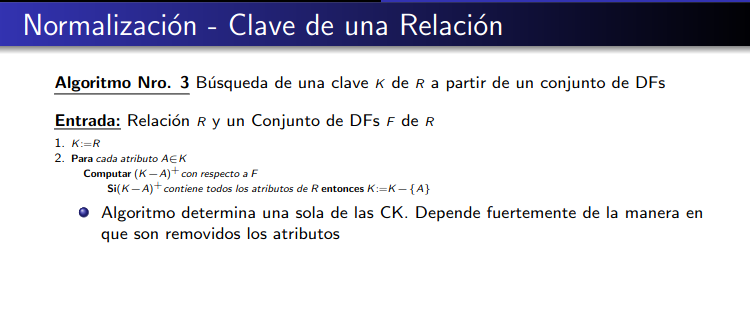 Normalización - Clave de una Relación
Algoritmo Nro. 3 Búsqueda de una clave K de R a partir de un conjunto de DFs
Entrada: Relación R y un Conjunto de DFs F de R
1. K:=R
2. Para cada atributo A∈K
Computar (K−A)⁺ con respecto a F
Si(K−A)⁺ contiene todos los atributos de R entonces K:=K−{A}
Algoritmo determina una sola de las CK. Depende fuertemente de la manera en
que son removidos los atributos